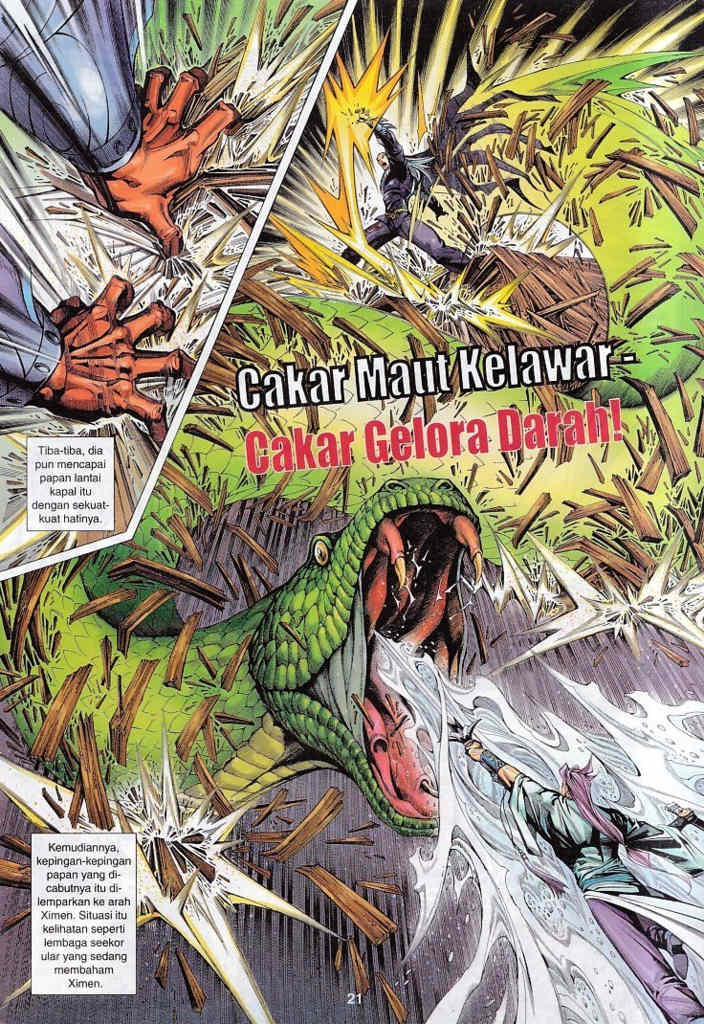 Cakar Maut Kelawar -
Cakar Gelora Darah!
Tiba-tiba, dia
pun mencapai
papan lantai
kapal itu
dengan sekuat-
kuat hatinya.
Kemudiannya,
kepingan-kepingan
papan yang di-
cabutnya itu di-
lemparkan ke arah
Ximen. Situasi itu
kelihatan seperti
lembaga seekor
ular yang sedang
membaham
Ximen.
21